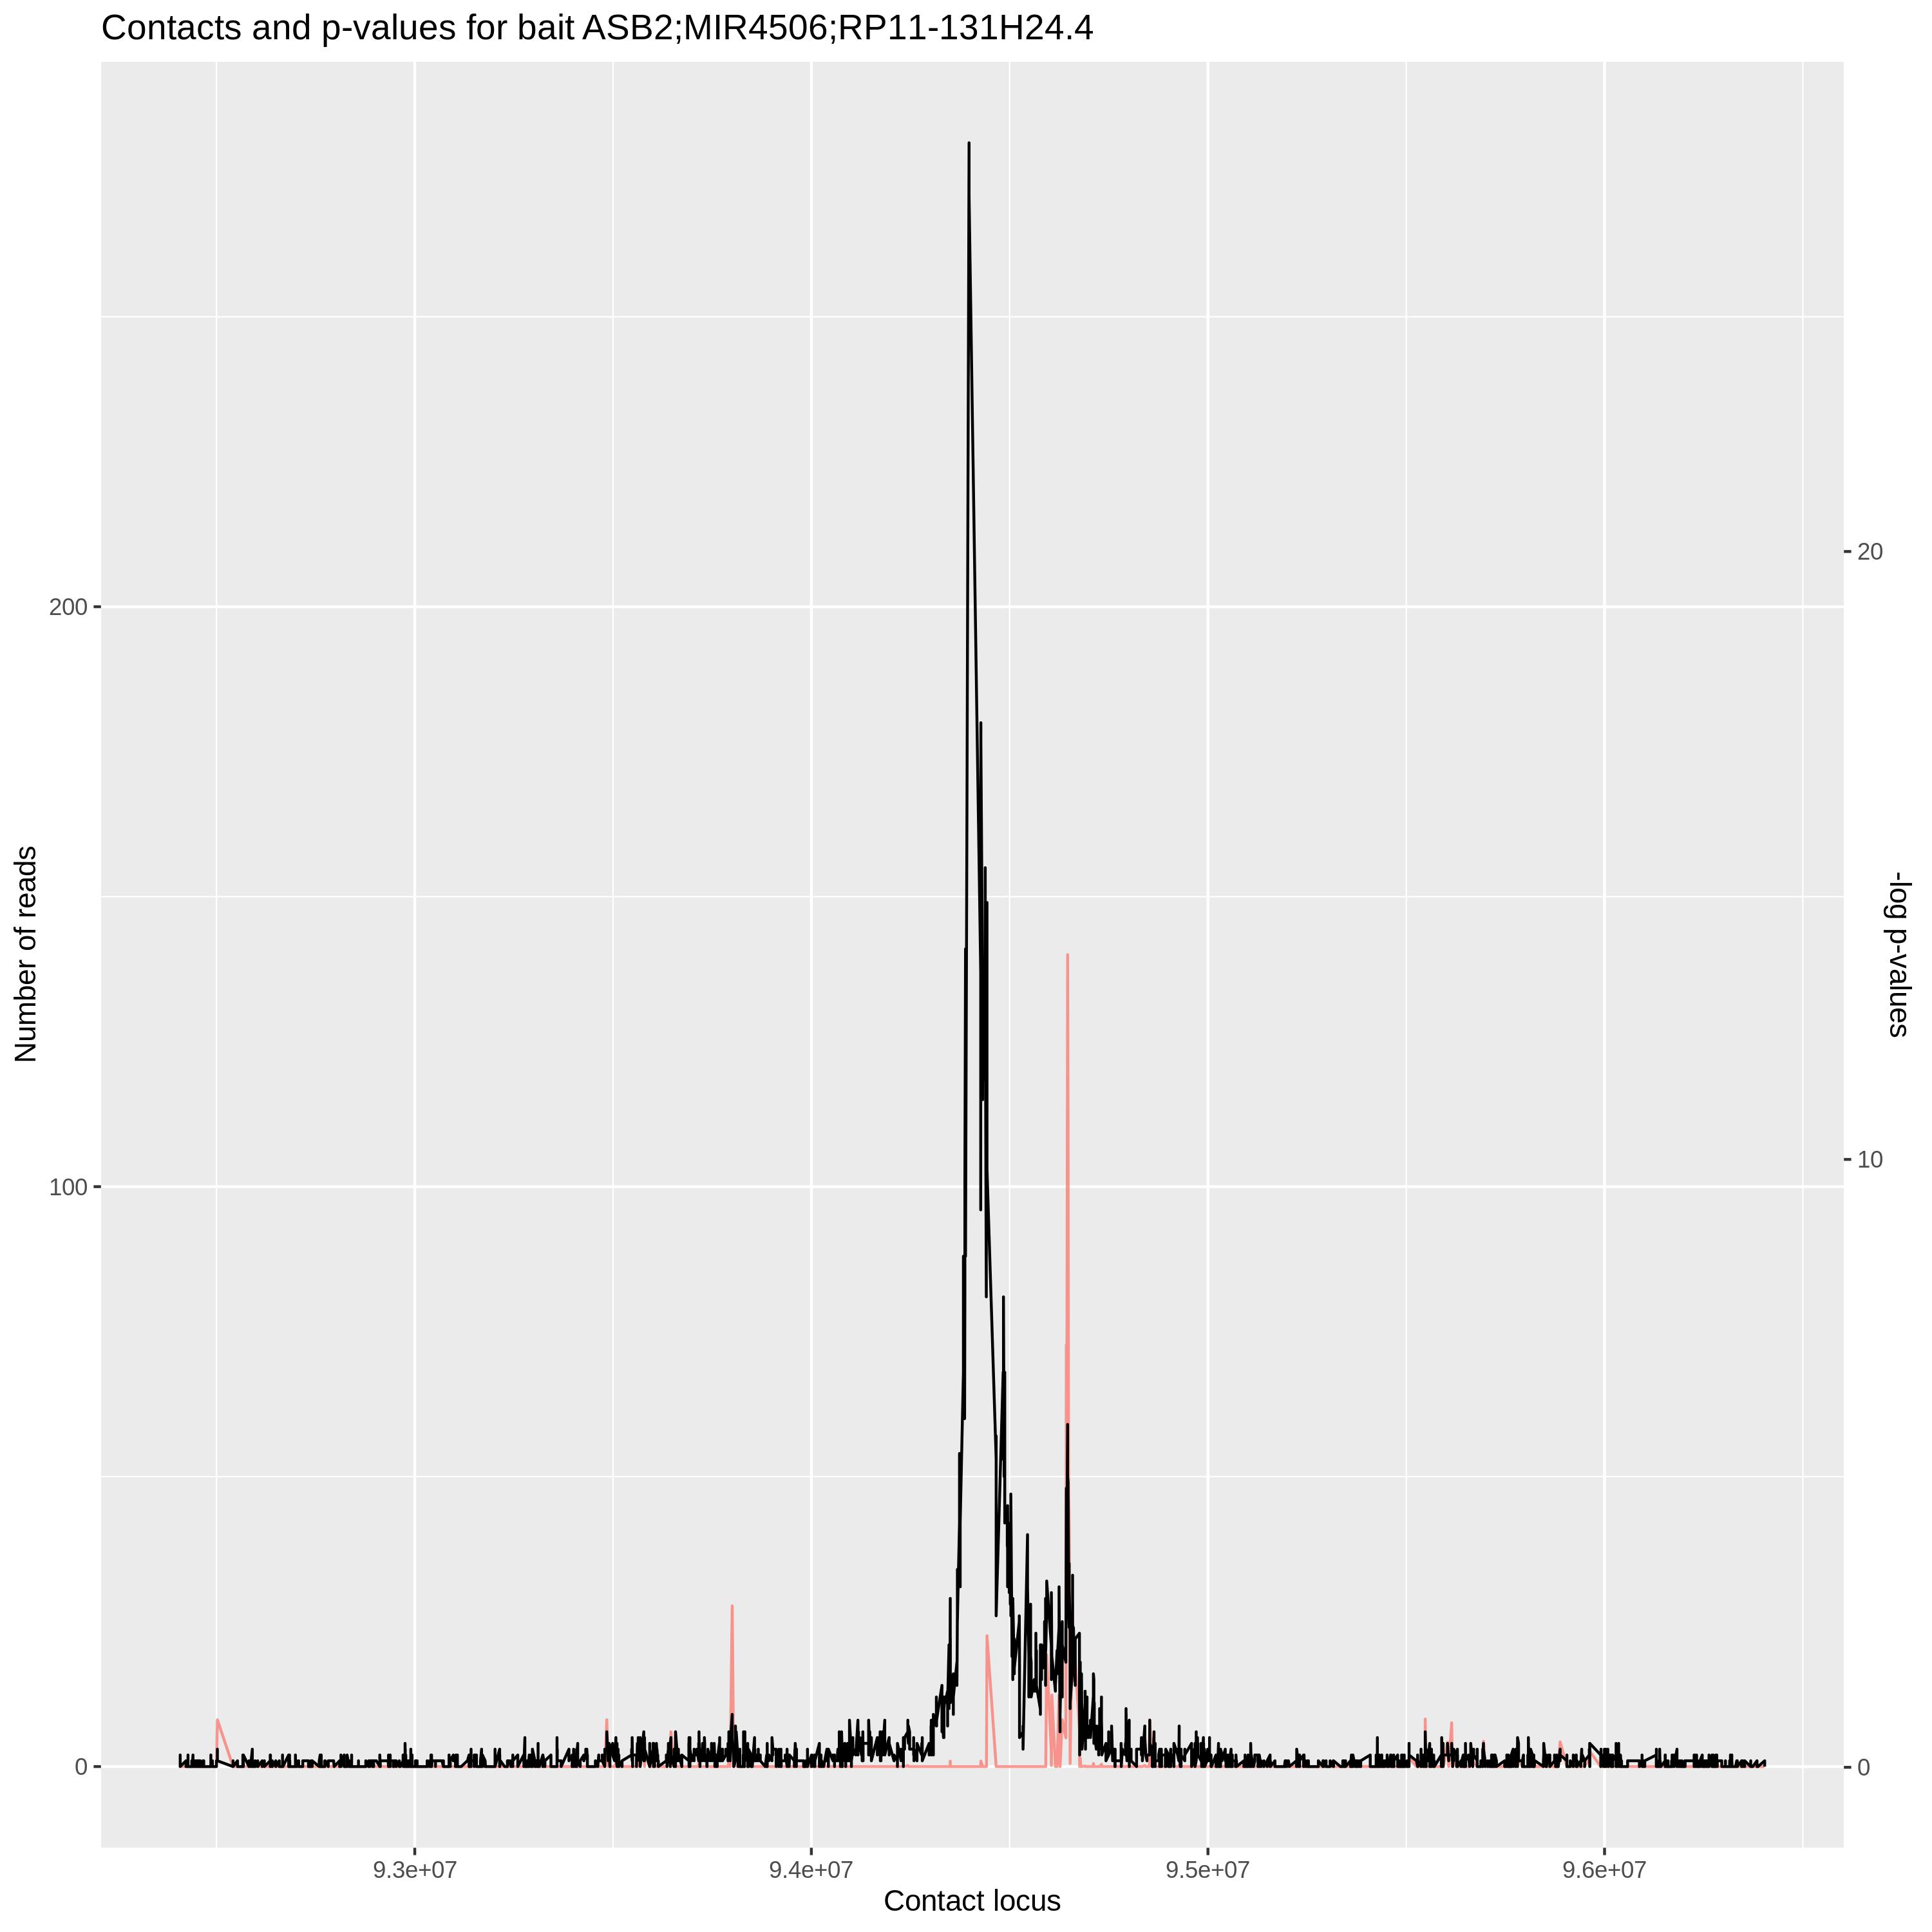 Contacts and p-values for bait ASB2;MIR4506;RP11-131H24.4
Number of reads
200
100
0
20
10
0
-log p-values
9.3e+07
9.4e+07
9.5e+07
9.6e+07
Contact locus